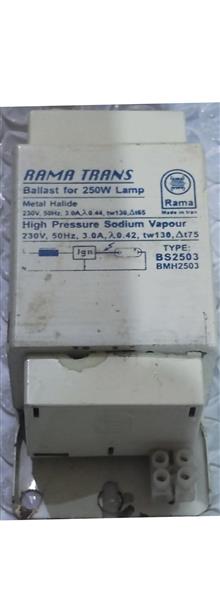 RAMA TRANS
Ballast for 250W Lamp
Metal Halide
230V, 50Hz, 3.0A, λ0.44, tw130, Δt65
High Pressure Sodium Vapour
230V, 50Hz, 3.0A, λ0.42, tw130, Δt75
Rama
Made in Iran
TYPE:
BS2503
BMH2503
L
Ign